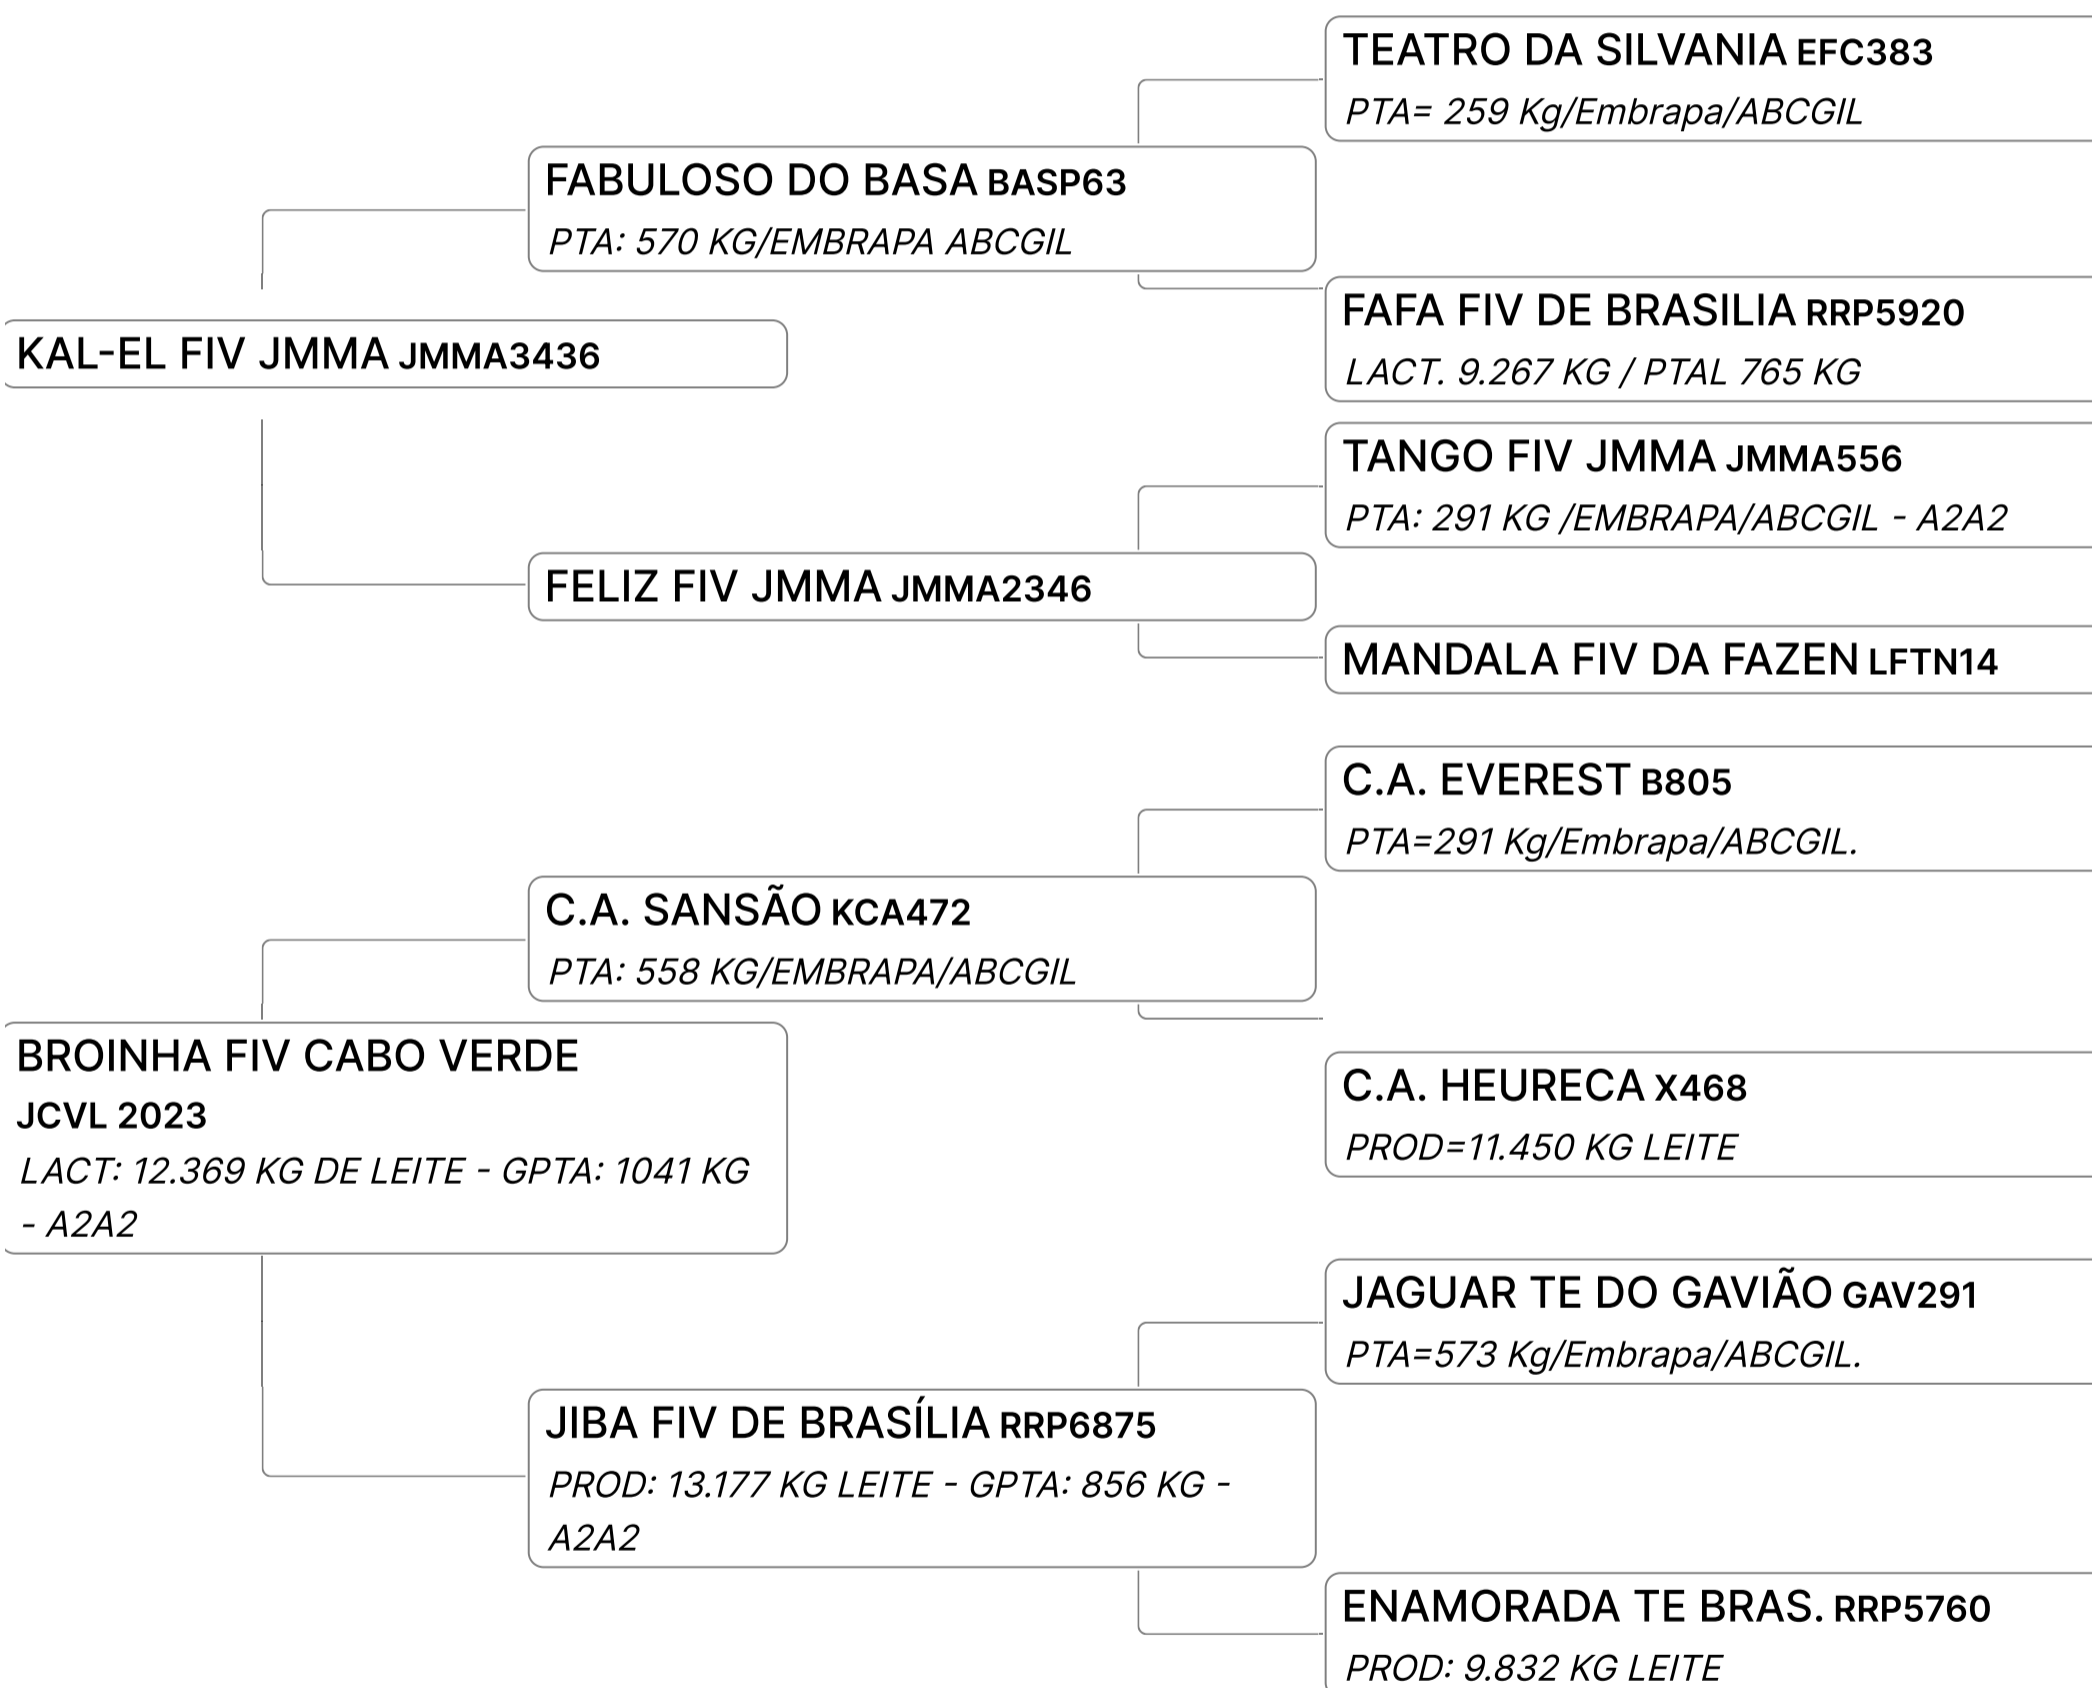 TEATRO DA SILVANIA EFC383
PTA= 259 Kg/Embrapa/ABCGIL
FABULOSO DO BASA BASP63
PTA: 570 KG/EMBRAPA ABCGIL
FAFA FIV DE BRASILIA RRP5920
LACT. 9.267 KG / PTAL 765 KG
KAL-EL FIV JMMA JMMA3436
TANGO FIV JMMA JMMA556
PTA: 291 KG /EMBRAPA/ABCGIL - A2A2
FELIZ FIV JMMA JMMA2346
MANDALA FIV DA FAZEN LFTN14
C.A. EVEREST B805
PTA=291 Kg/Embrapa/ABCGIL.
C.A. SANSÃO KCA472
PTA: 558 KG/EMBRAPA/ABCGIL
BROINHA FIV CABO VERDE
JCVL 2023
LACT: 12.369 KG DE LEITE - GPTA: 1041 KG
- A2A2
C.A. HEURECA X468
PROD=11.450 KG LEITE
JAGUAR TE DO GAVIÃO GAV291
PTA=573 Kg/Embrapa/ABCGIL.
JIBA FIV DE BRASÍLIA RRP6875
PROD: 13.177 KG LEITE - GPTA: 856 KG -
A2A2
ENAMORADA TE BRAS. RRP5760
PROD: 9.832 KG LEITE